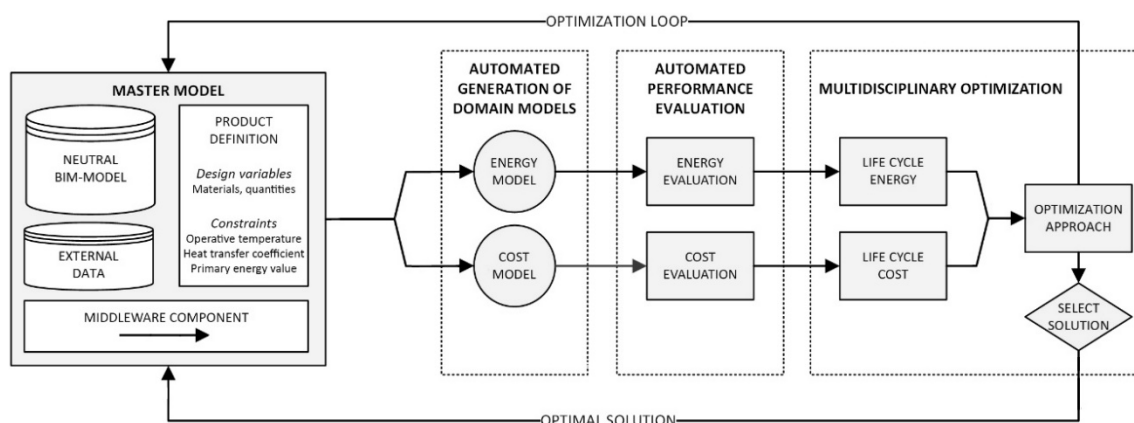 OPTIMIZATION LOOP
MASTER MODEL
NEUTRAL
BIM-MODEL
EXTERNAL
DATA
PRODUCT
DEFINITION
Design variables
Materials, quantities
Constraints
Operative temperature
Heat transfer coefficient
Primary energy value
MIDDLEWARE COMPONENT
AUTOMATED
GENERATION OF
DOMAIN MODELS
ENERGY
MODEL
COST
MODEL
AUTOMATED
PERFORMANCE
EVALUATION
ENERGY
EVALUATION
COST
EVALUATION
MULTIDISCIPLINARY OPTIMIZATION
LIFE CYCLE
ENERGY
LIFE CYCLE
COST
OPTIMIZATION
APPROACH
SELECT
SOLUTION
OPTIMAL SOLUTION